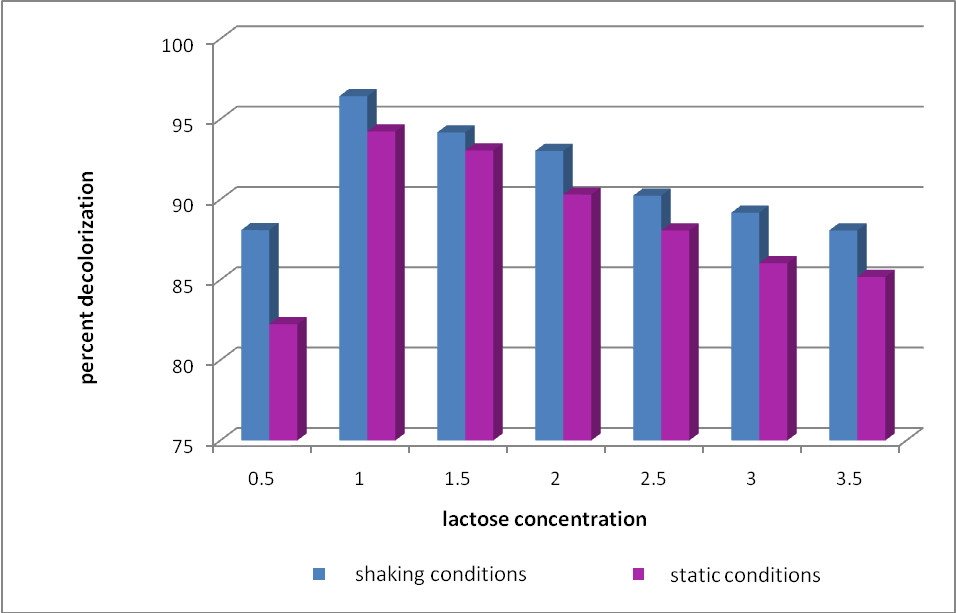 100
95
90
85
80
75
percent decolorization
0.5 1 1.5 2 2.5 3 3.5
lactose concentration
shaking conditions static conditions